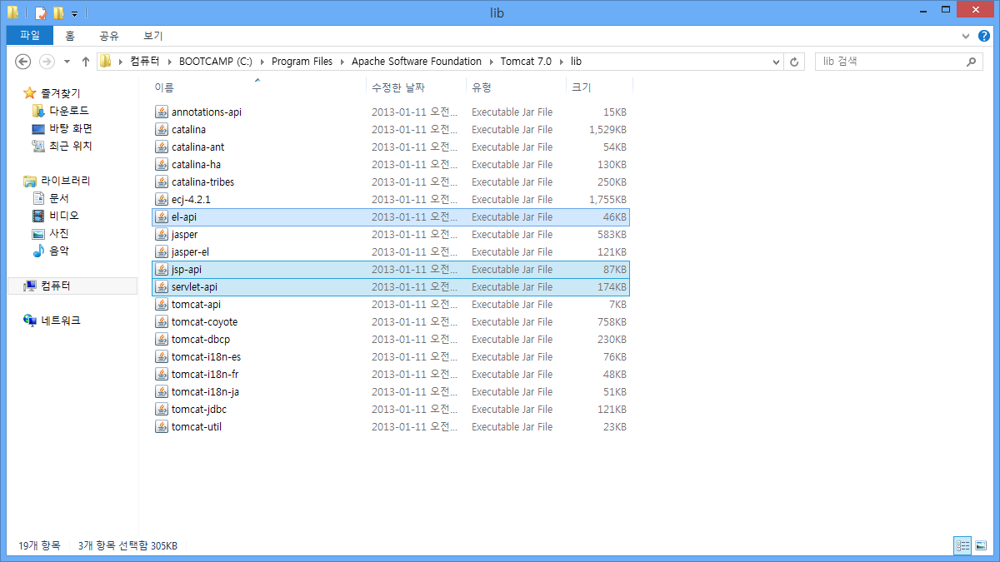 lib
파일 홈 공유 보기
컴퓨터 BOOTCAMP (C:) Program Files Apache Software Foundation Tomcat 7.0 lib
lib 검색
즐겨찾기
다운로드
바탕 화면
최근 위치
라이브러리
문서
비디오
사진
음악
컴퓨터
네트워크
이름 수정한 날짜 유형 크기
annotations-api 2013-01-11 오전... Executable Jar File 15KB
catalina 2013-01-11 오전... Executable Jar File 1,529KB
catalina-ant 2013-01-11 오전... Executable Jar File 54KB
catalina-ha 2013-01-11 오전... Executable Jar File 130KB
catalina-tribes 2013-01-11 오전... Executable Jar File 250KB
ecj-4.2.1 2013-01-11 오전... Executable Jar File 1,755KB
el-api 2013-01-11 오전... Executable Jar File 46KB
jasper 2013-01-11 오전... Executable Jar File 583KB
jasper-el 2013-01-11 오전... Executable Jar File 121KB
jsp-api 2013-01-11 오전... Executable Jar File 87KB
servlet-api 2013-01-11 오전... Executable Jar File 174KB
tomcat-api 2013-01-11 오전... Executable Jar File 7KB
tomcat-coyote 2013-01-11 오전... Executable Jar File 758KB
tomcat-dbcp 2013-01-11 오전... Executable Jar File 230KB
tomcat-i18n-es 2013-01-11 오전... Executable Jar File 76KB
tomcat-i18n-fr 2013-01-11 오전... Executable Jar File 48KB
tomcat-i18n-ja 2013-01-11 오전... Executable Jar File 51KB
tomcat-jdbc 2013-01-11 오전... Executable Jar File 121KB
tomcat-util 2013-01-11 오전... Executable Jar File 23KB
19개 항목 3개 항목 선택함 305KB